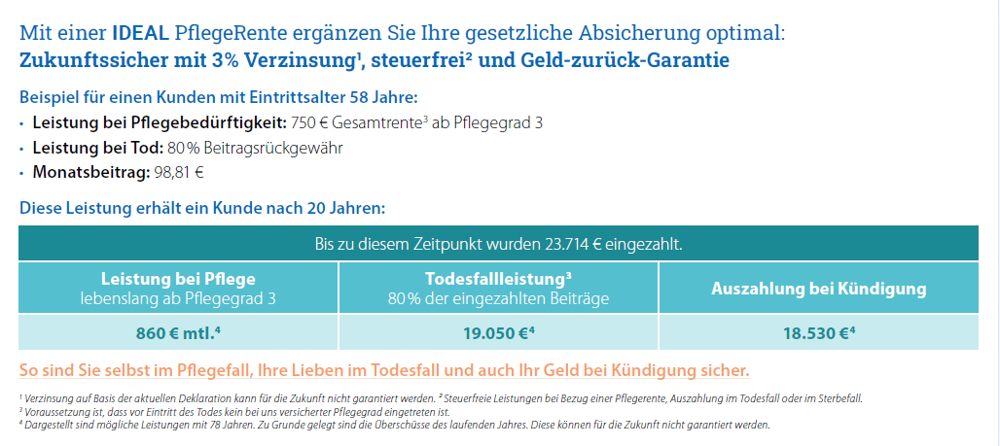 Mit einer IDEAL PflegeRente ergänzen Sie Ihre gesetzliche Absicherung optimal:
Zukunftssicher mit 3% Verzinsung¹, steuerfrei² und Geld-zurück-Garantie
Beispiel für einen Kunden mit Eintrittsalter 58 Jahre:
• Leistung bei Pflegebedürftigkeit: 750 € Gesamtrente³ ab Pflegegrad 3
• Leistung bei Tod: 80% Beitragsrückgewähr
• Monatsbeitrag: 98,81 €
Diese Leistung erhält ein Kunde nach 20 Jahren:
Bis zu diesem Zeitpunkt wurden 23.714 € eingezahlt.
Leistung bei Pflege
lebenslang ab Pflegegrad 3
Todesfallleistung³
80% der eingezahlten Beiträge
Auszahlung bei Kündigung
860 € mtl.⁴
19.050 €⁴
18.530 €⁴
So sind Sie selbst im Pflegefall, Ihre Lieben im Todesfall und auch Ihr Geld bei Kündigung sicher.
¹ Verzinsung auf Basis der aktuellen Deklaration kann für die Zukunft nicht garantiert werden. ² Steuerfreie Leistungen bei Bezug einer Pflegerente, Auszahlung im Todesfall oder im Sterbefall.
³ Voraussetzung ist, dass vor Eintritt des Todes kein bei uns versicherter Pflegegrad eingetreten ist.
⁴ Dargestellt sind mögliche Leistungen mit 78 Jahren. Zu Grunde gelegt sind die Überschüsse des laufenden Jahres. Diese können für die Zukunft nicht garantiert werden.